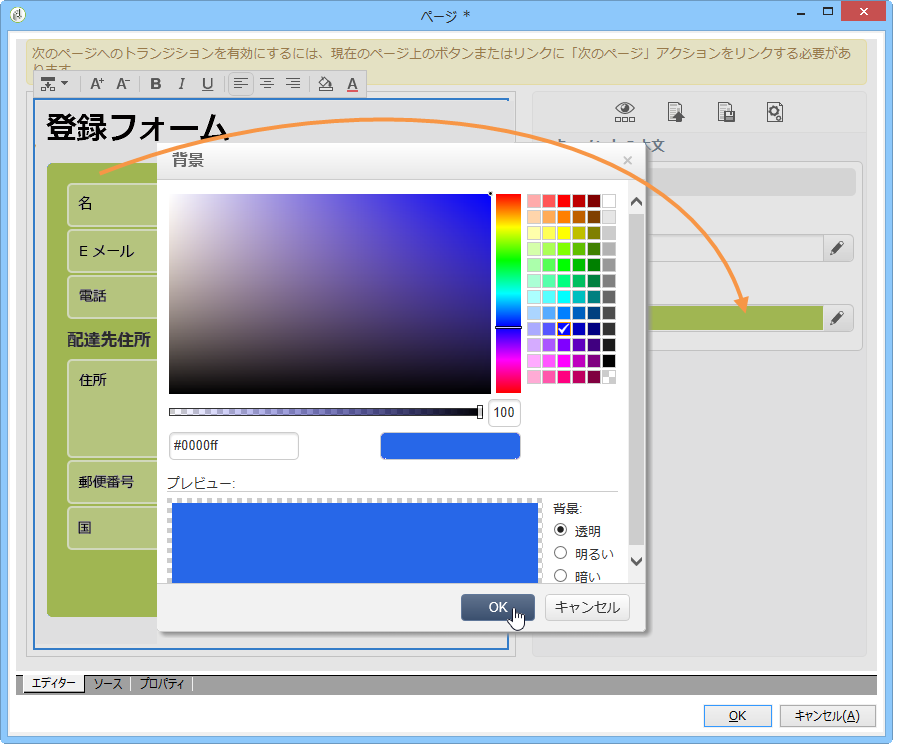 ページ *
次のページへのトランジションを有効にするには、現在のページ上のボタンまたはリンクに「次のページ」アクションをリンクする必要があ
ります
A+ A- B I U A
登録フォーム
背景
×
本文
名
E メール
電話
配達先住所
住所
郵便番号
国
100
#0000ff
プレビュー:
背景:
透明
明るい
暗い
OK キャンセル
エディター ソース プロパティ
OK キャンセル(A)